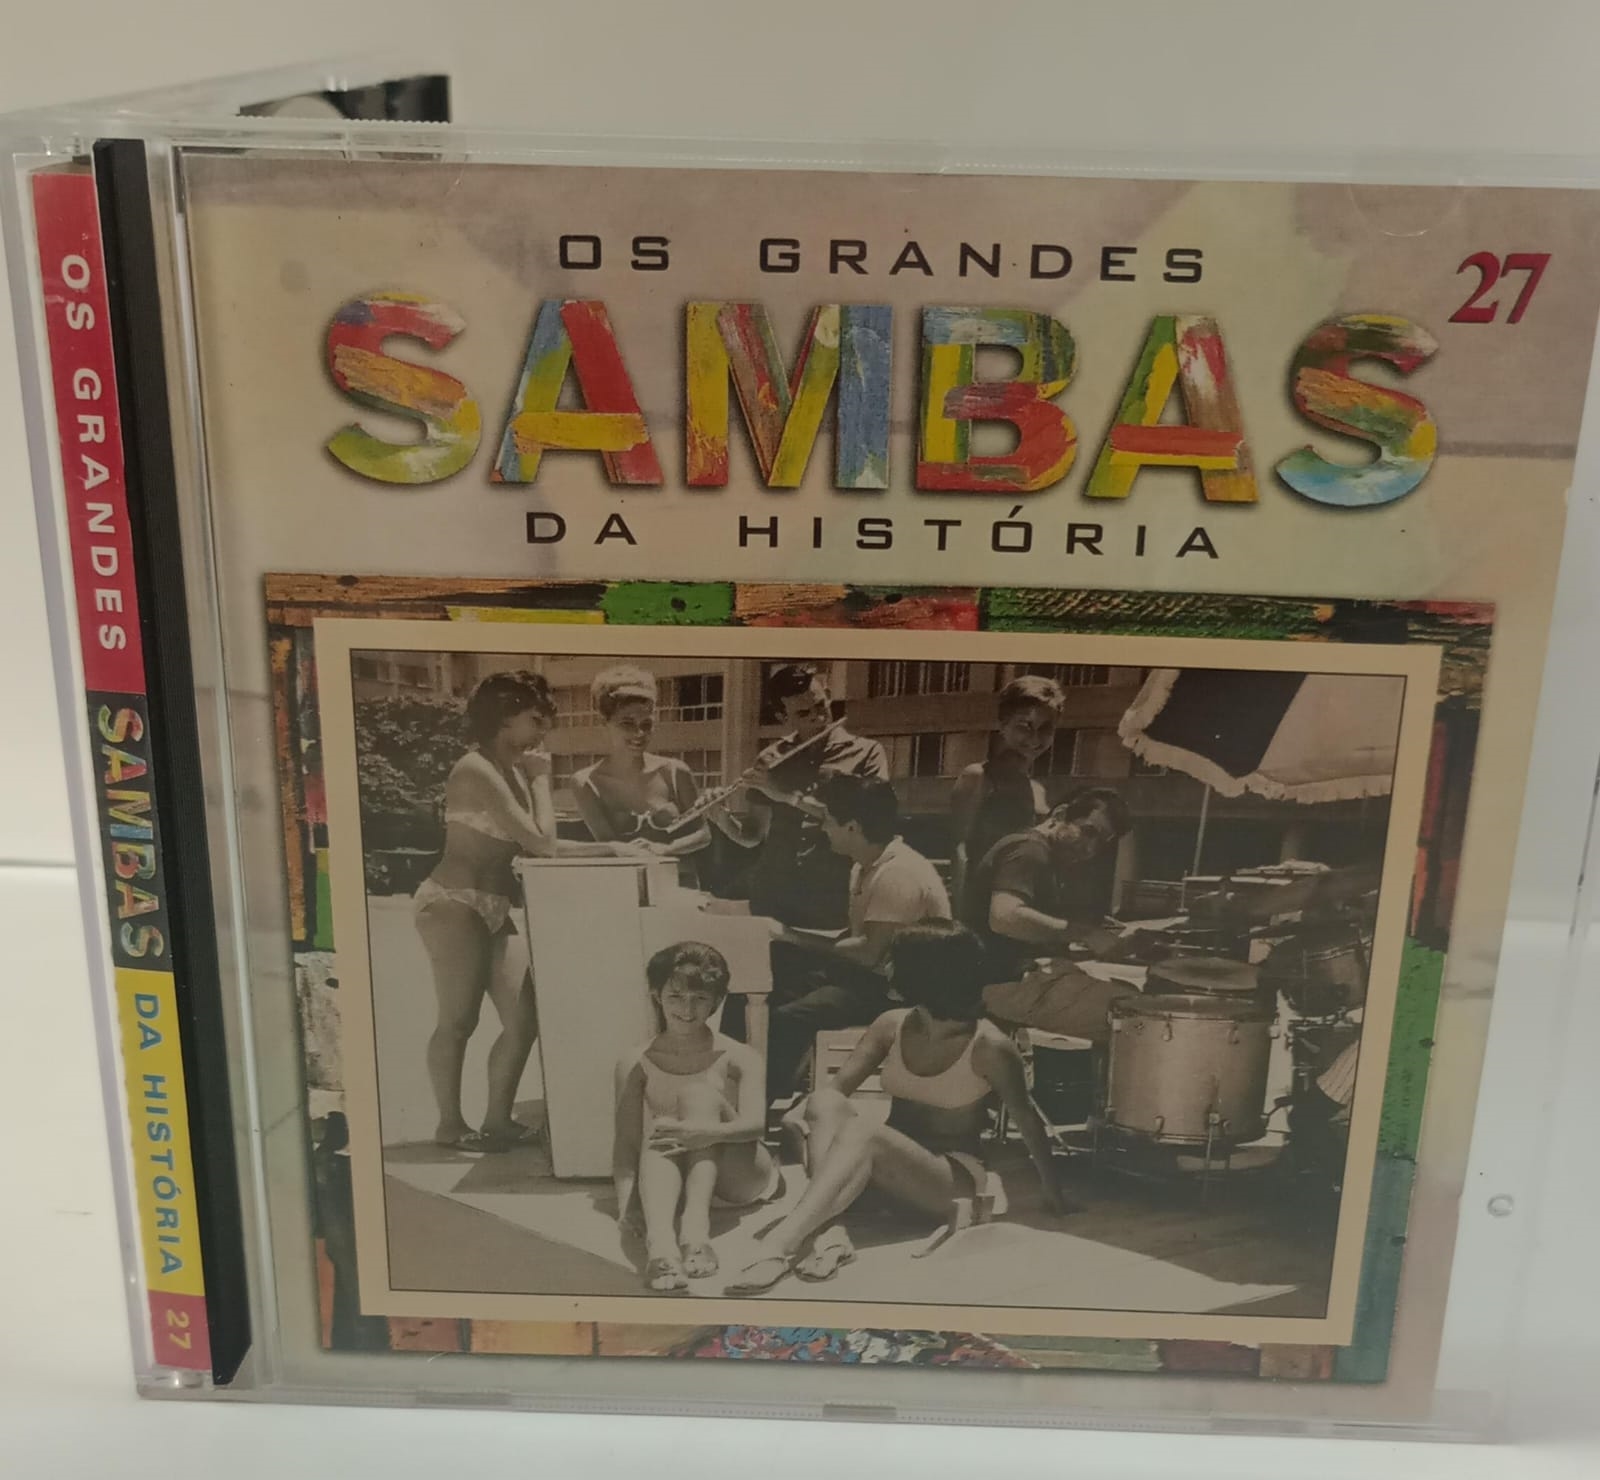 OS GRANDES
SAMBAS
27
DA HISTÓRIA
OS GRANDES SAMBAS DA HISTÓRIA 27